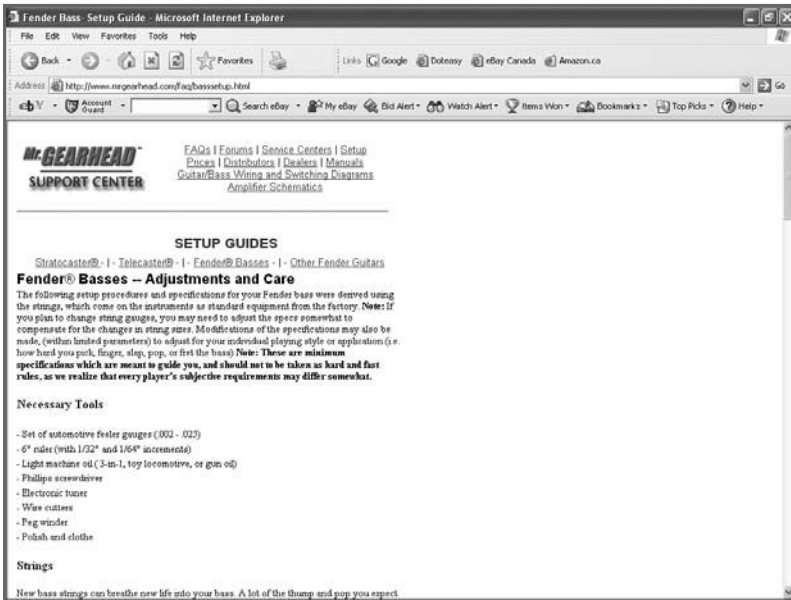 Fender Bass- Setup Guide - Microsoft Internet Explorer
File Edit View Favorites Tools Help
Back Favorites Links Google Doteasy eBay Canada Amazon.ca
Address http://www.mrgearhead.com/faq/basssetup.html Go
ebY Account Guard Search eBay My eBay Bid Alert Watch Alert Items Won Bookmarks Top Picks Help
Mr. GEARHEAD™
SUPPORT CENTER
FAQs | Forums | Service Centers | Setup
Prices | Distributors | Dealers | Manuals
Guitar/Bass Wiring and Switching Diagrams
Amplifier Schematics
SETUP GUIDES
Stratocaster® - I - Telecaster® - I - Fender® Basses - I - Other Fender Guitars
Fender® Basses -- Adjustments and Care
The following setup procedures and specifications for your Fender bass were derived using
the strings, which come on the instruments as standard equipment from the factory. Note: If
you plan to change string gauges, you may need to adjust the specs somewhat to
compensate for the changes in string sizes. Modifications of the specifications may also be
made, (within limited parameters) to adjust for your individual playing style or application (i.e.
how hard you pick, finger, slap, pop, or fret the bass) Note: These are minimum
specifications which are meant to guide you, and should not to be taken as hard and fast
rules, as we realize that every player's subjective requirements may differ somewhat.
Necessary Tools
- Set of automotive feeler gauges (.002 - .025)
- 6" ruler (with 1/32" and 1/64" increments)
- Light machine oil ( 3-in-1, toy locomotive, or gun oil)
- Phillips screwdriver
- Electronic tuner
- Wire cutters
- Peg winder
- Polish and clothe
Strings
New bass strings can breathe new life into your bass. A lot of the thump and pop you expect